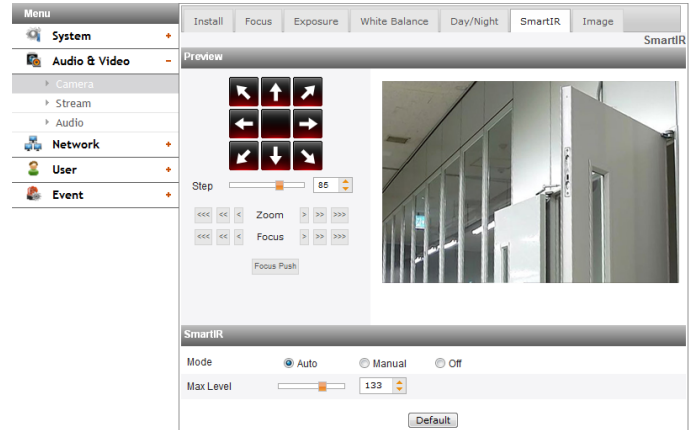 Menu
System +
Audio & Video -
Camera
Stream
Audio
Network +
User +
Event +
Install Focus Exposure White Balance Day/Night SmartIR Image
SmartIR
Preview
Step 85
<<< << < Zoom > >> >>>
<<< << < Focus > >> >>>
Focus Push
SmartIR
Mode Auto Manual Off
Max Level 133
Default